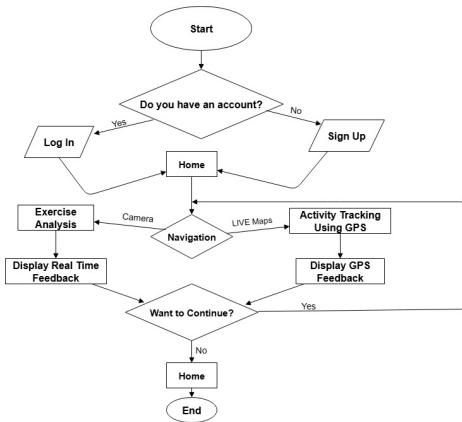 Start
Do you have an account?
Yes
No
Log In
Sign Up
Home
Exercise
Analysis
Camera
Navigation
LIVE Maps
Activity Tracking
Using GPS
Display Real Time
Feedback
Display GPS
Feedback
Want to Continue?
Yes
No
Home
End